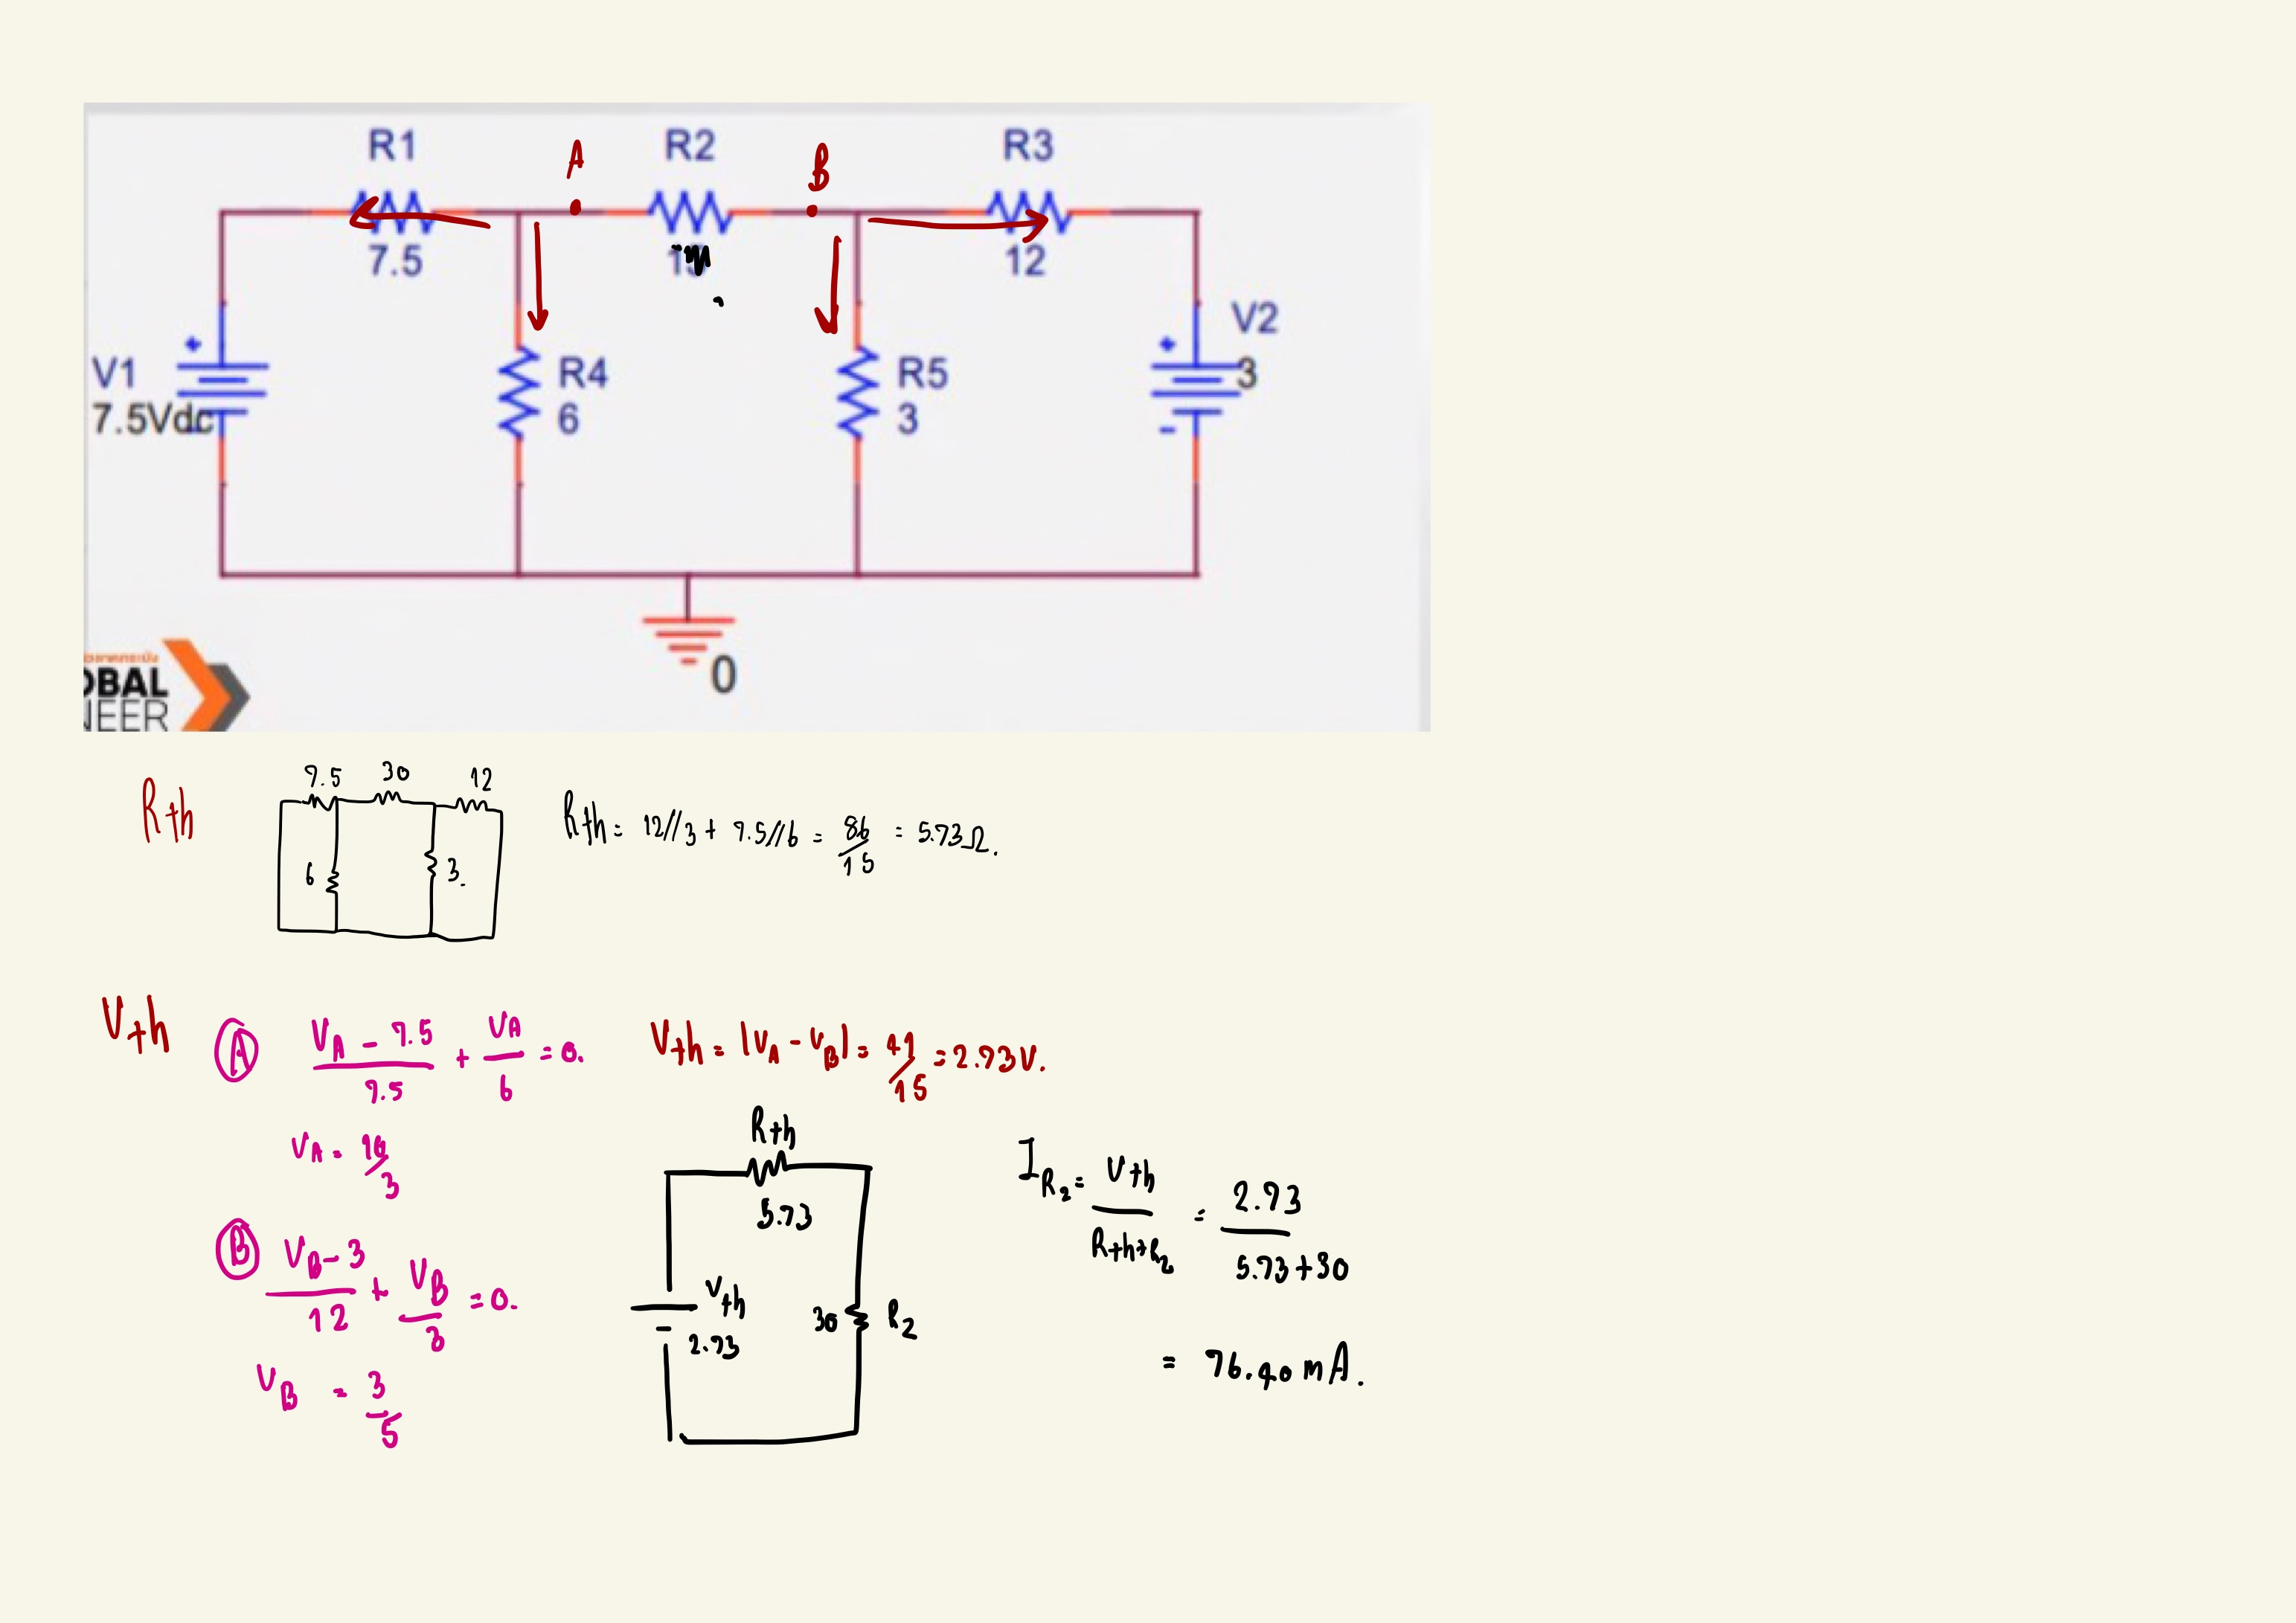 R1
A
R2
B
R3
7.5
12
V1
7.5Vdc
R4
6
R5
3
V2
3
+
-
+
0
OBAL
NEER
Rth
7.5 30 12
6 3.
Rth = 12//3 + 7.5//6 = 86/15 = 5.73Ω.
Vth
Ⓐ (VA - 7.5)/7.5 + VA/6 = 0.
Vth = |VA - VB| = 41/15 = 2.73V.
VA = 10/3
Ⓑ (VB - 3)/12 + VB/3 = 0.
VB = 3/5
Rth
5.73
Vth
2.73
30 R2
IR2 = Vth/(Rth+R2) = 2.73/(5.73+30)
= 76.40 mA.